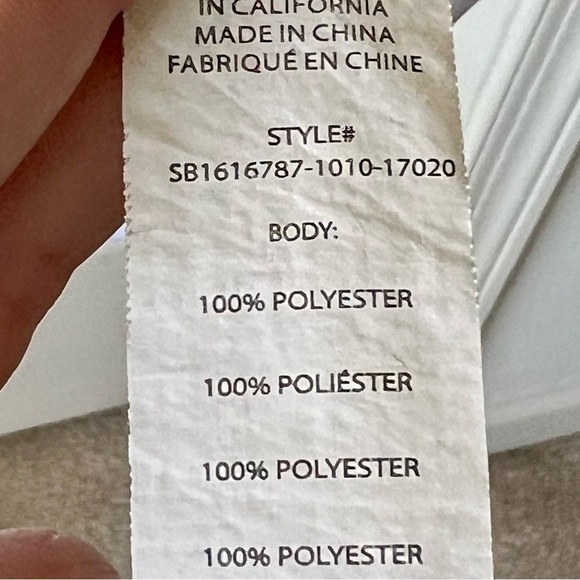 IN CALIFORNIA
MADE IN CHINA
FABRIQUÉ EN CHINE
STYLE#
SB1616787-1010-17020
BODY:
100% POLYESTER
100% POLIÉSTER
100% POLYESTER
100% POLYESTER